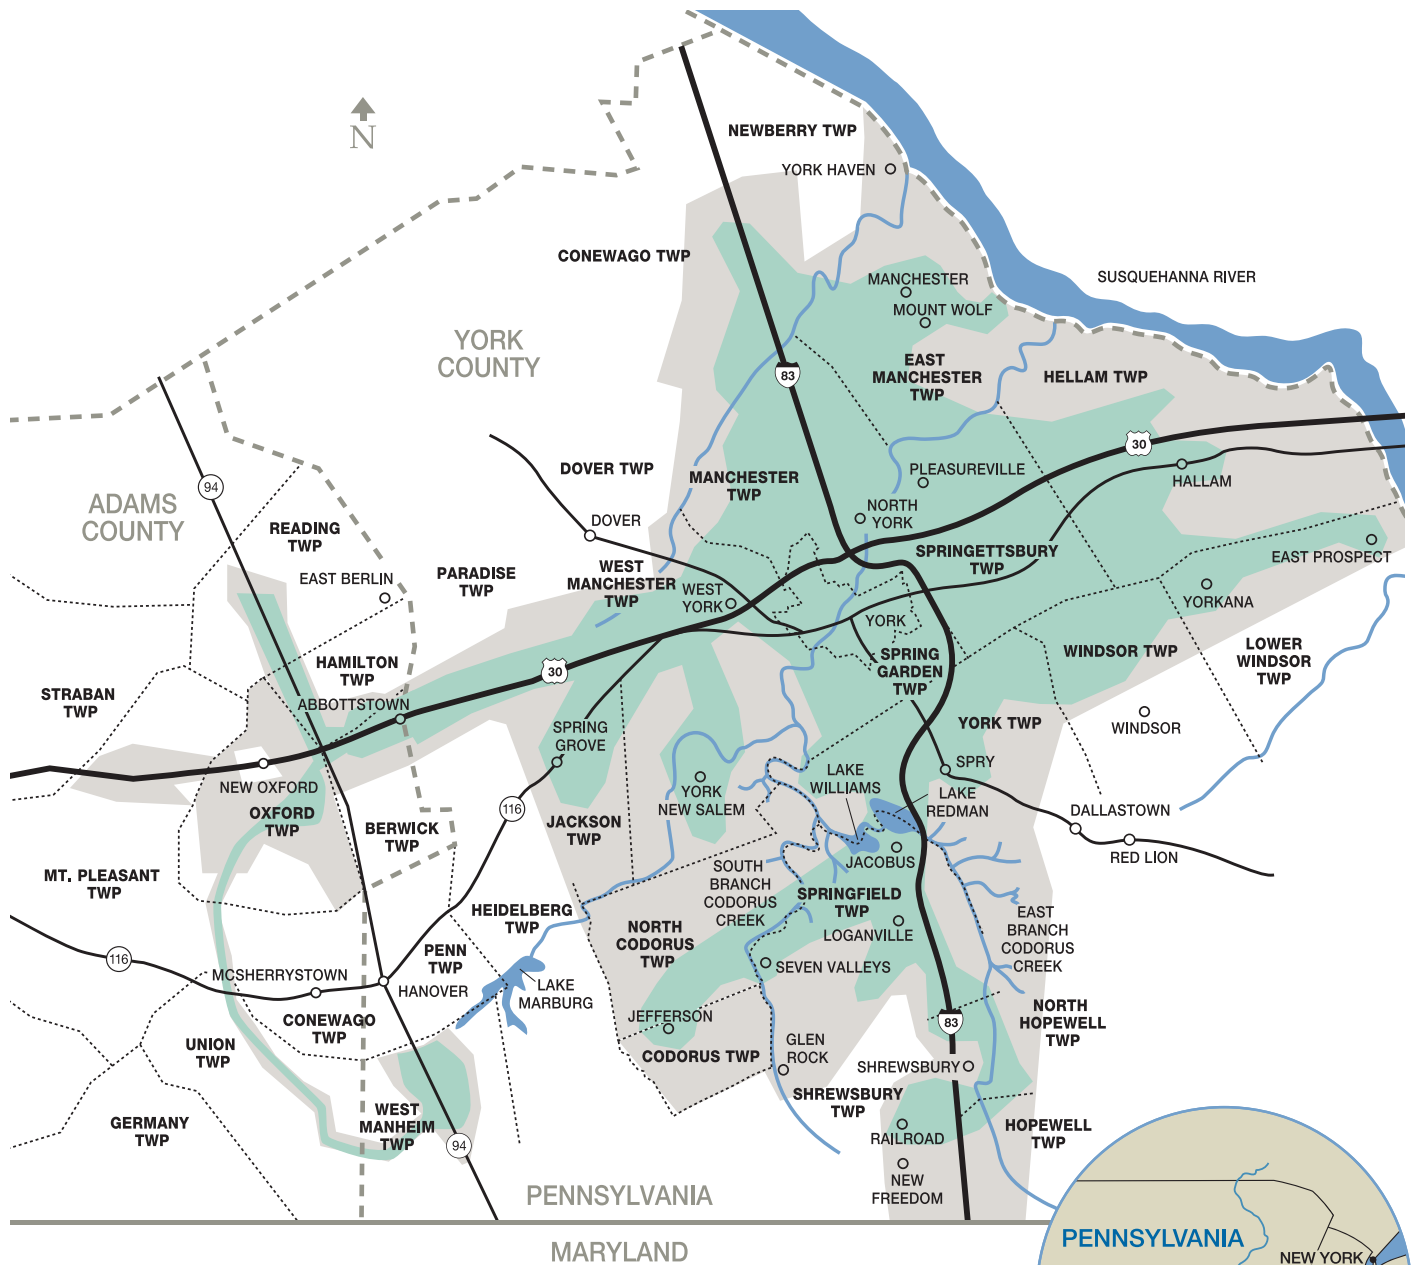 NEWBERRY TWP
YORK HAVEN
N
CONEWAGO TWP
SUSQUEHANNA RIVER
MANCHESTER
MOUNT WOLF
YORK
COUNTY
EAST
MANCHESTER
TWP
HELLAM TWP
83
30
DOVER TWP
MANCHESTER
TWP
PLEASUREVILLE
HALLAM
94
ADAMS
COUNTY
DOVER
NORTH
YORK
READING
TWP
SPRINGETTSBURY
TWP
EAST PROSPECT
EAST BERLIN
PARADISE
TWP
WEST
MANCHESTER
TWP
WEST
YORK
YORKANA
YORK
HAMILTON
TWP
SPRING
GARDEN
TWP
WINDSOR TWP
LOWER
WINDSOR
TWP
30
STRABAN
TWP
ABBOTTSTOWN
SPRING
GROVE
YORK TWP
WINDSOR
SPRY
NEW OXFORD
OXFORD
TWP
YORK
NEW SALEM
LAKE
WILLIAMS
LAKE
REDMAN
116
BERWICK
TWP
JACKSON
TWP
DALLASTOWN
RED LION
JACOBUS
MT. PLEASANT
TWP
SOUTH
BRANCH
CODORUS
CREEK
SPRINGFIELD
TWP
HEIDELBERG
TWP
LOGANVILLE
EAST
BRANCH
CODORUS
CREEK
NORTH
CODORUS
TWP
PENN
TWP
116
MCSHERRYSTOWN
HANOVER
SEVEN VALLEYS
LAKE
MARBURG
CONEWAGO
TWP
JEFFERSON
83
NORTH
HOPEWELL
TWP
UNION
TWP
CODORUS TWP
GLEN
ROCK
SHREWSBURY
SHREWSBURY
TWP
GERMANY
TWP
WEST
MANHEIM
TWP
94
RAILROAD
HOPEWELL
TWP
NEW
FREEDOM
PENNSYLVANIA
MARYLAND
PENNSYLVANIA
NEW YORK